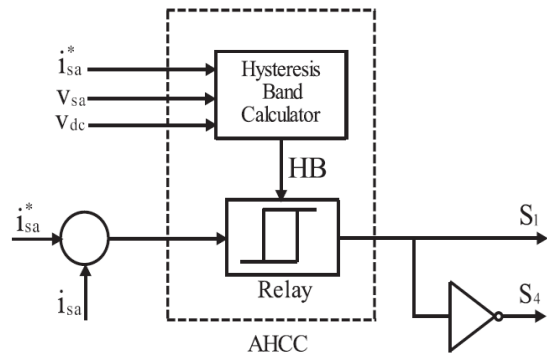 i*sa
vsa
vdc
Hysteresis
Band
Calculator
HB
i*sa
isa
Relay
S1
S4
AHCC